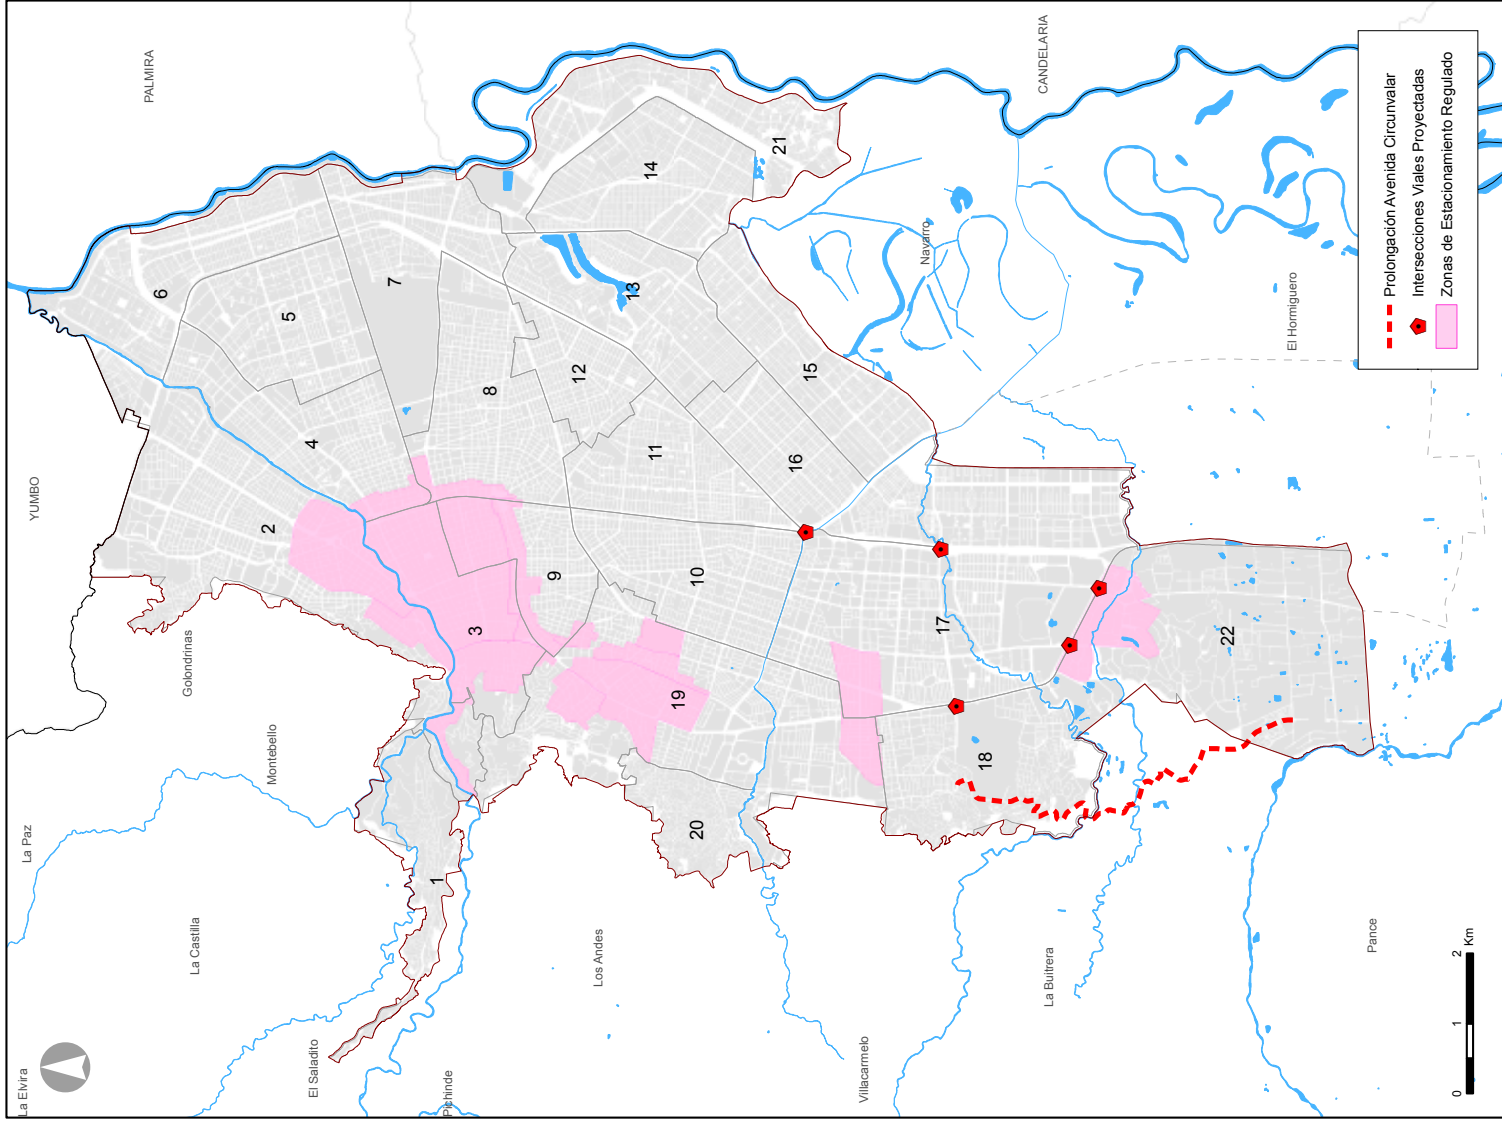 YUMBO
PALMIRA
CANDELARIA
La Elvira
La Paz
La Castilla
Montebello
Golondrinas
El Saladito
Pichinde
Los Andes
Villacarmelo
La Buitrera
Pance
Navarro
El Hormiguero
1
2
3
4
5
6
7
8
9
10
11
12
13
14
15
16
17
18
19
20
21
22
Prolongación Avenida Circunvalar
Intersecciones Viales Proyectadas
Zonas de Estacionamiento Regulado
0 1 2
Km